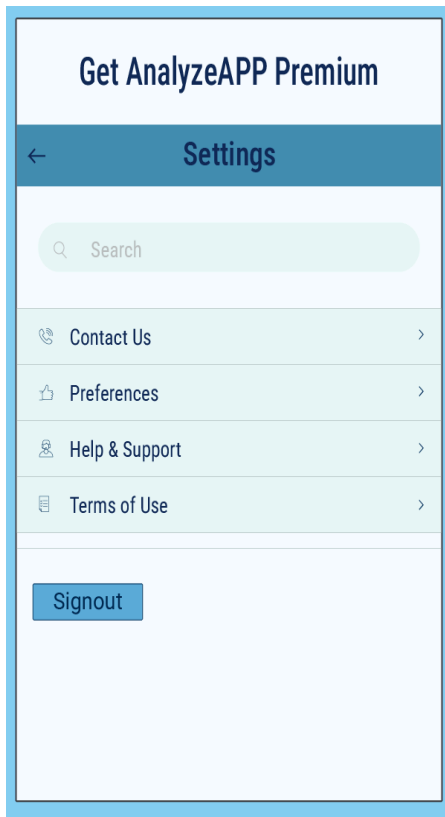 Get AnalyzeAPP Premium
Settings
Search
Contact Us
Preferences
Help & Support
Terms of Use
Signout